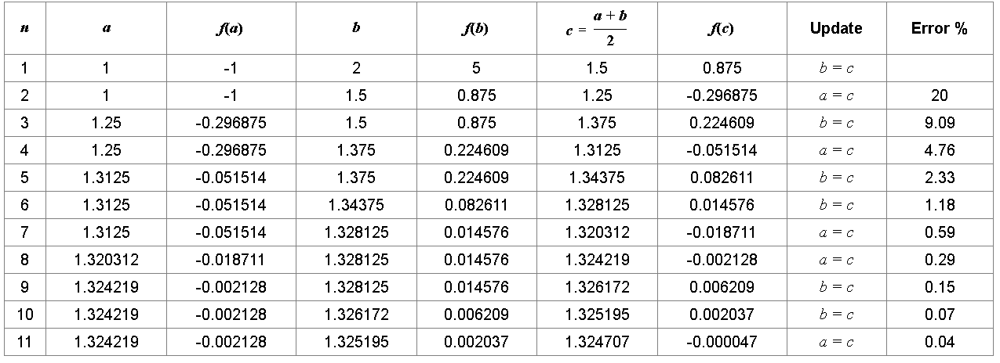 n a f(a) b f(b) c = a + b / 2 f(c) Update Error %
1 1 -1 2 5 1.5 0.875 b = c
2 1 -1 1.5 0.875 1.25 -0.296875 a = c 20
3 1.25 -0.296875 1.5 0.875 1.375 0.224609 b = c 9.09
4 1.25 -0.296875 1.375 0.224609 1.3125 -0.051514 a = c 4.76
5 1.3125 -0.051514 1.375 0.224609 1.34375 0.082611 b = c 2.33
6 1.3125 -0.051514 1.34375 0.082611 1.328125 0.014576 b = c 1.18
7 1.3125 -0.051514 1.328125 0.014576 1.320312 -0.018711 a = c 0.59
8 1.320312 -0.018711 1.328125 0.014576 1.324219 -0.002128 a = c 0.29
9 1.324219 -0.002128 1.328125 0.014576 1.326172 0.006209 b = c 0.15
10 1.324219 -0.002128 1.326172 0.006209 1.325195 0.002037 b = c 0.07
11 1.324219 -0.002128 1.325195 0.002037 1.324707 -0.000047 a = c 0.04